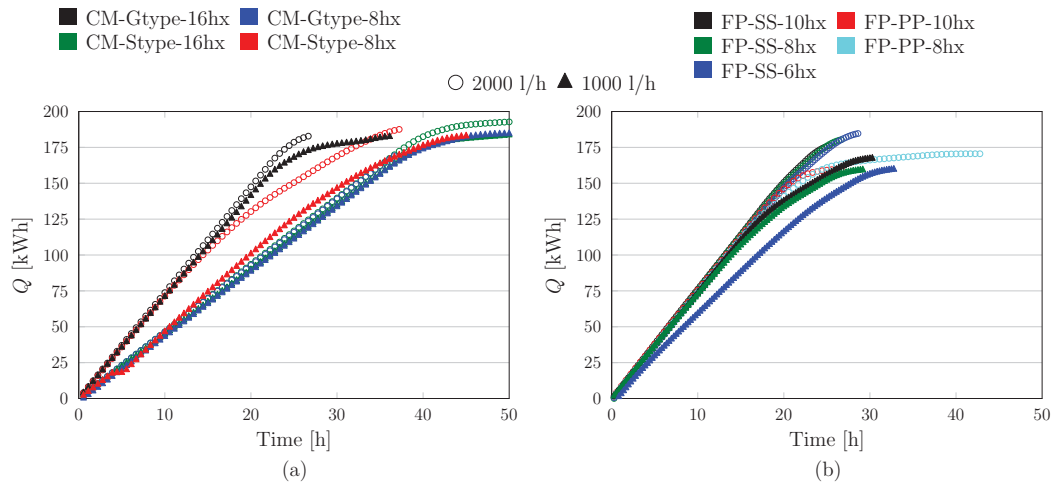 CM-Gtype-16hx CM-Gtype-8hx
CM-Stype-16hx CM-Stype-8hx
FP-SS-10hx FP-PP-10hx
FP-SS-8hx FP-PP-8hx
FP-SS-6hx
2000 l/h 1000 l/h
200
175
150
125
100
75
50
25
0
Q [kWh]
0 10 20 30 40 50
Time [h]
(a)
200
175
150
125
100
75
50
25
0
Q [kWh]
0 10 20 30 40 50
Time [h]
(b)